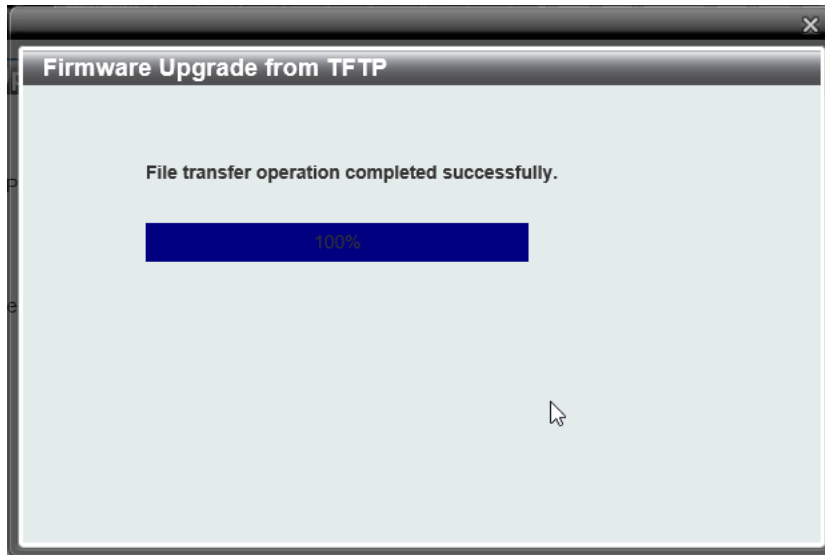 Firmware Upgrade from TFTP
File transfer operation completed successfully.
100%